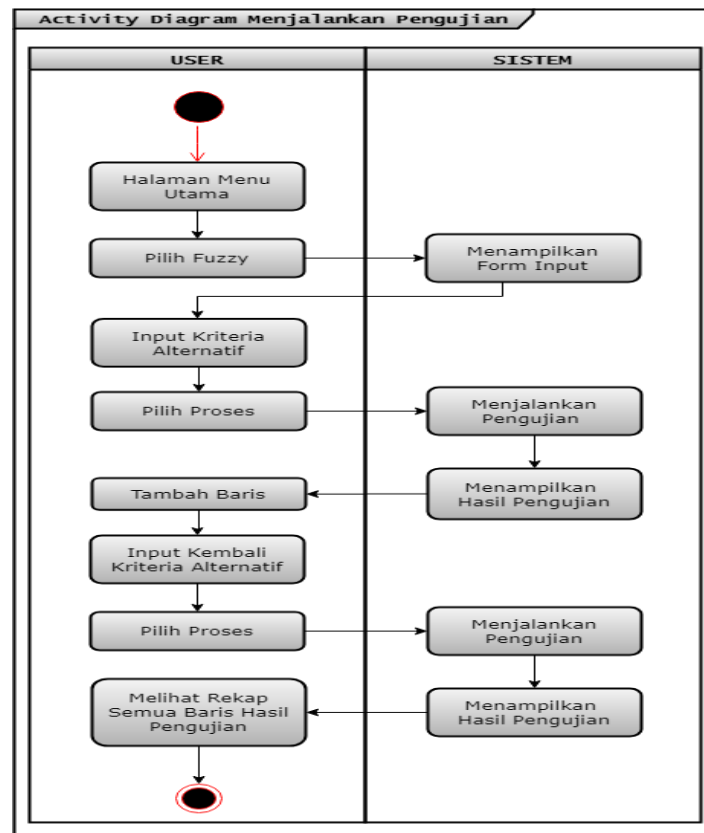 Activity Diagram Menjalankan Pengujian
USER
SISTEM
Halaman Menu
Utama
Pilih Fuzzy
Menampilkan
Form Input
Input Kriteria
Alternatif
Pilih Proses
Menjalankan
Pengujian
Menampilkan
Hasil Pengujian
Tambah Baris
Input Kembali
Kriteria Alternatif
Pilih Proses
Menjalankan
Pengujian
Menampilkan
Hasil Pengujian
Melihat Rekap
Semua Baris Hasil
Pengujian